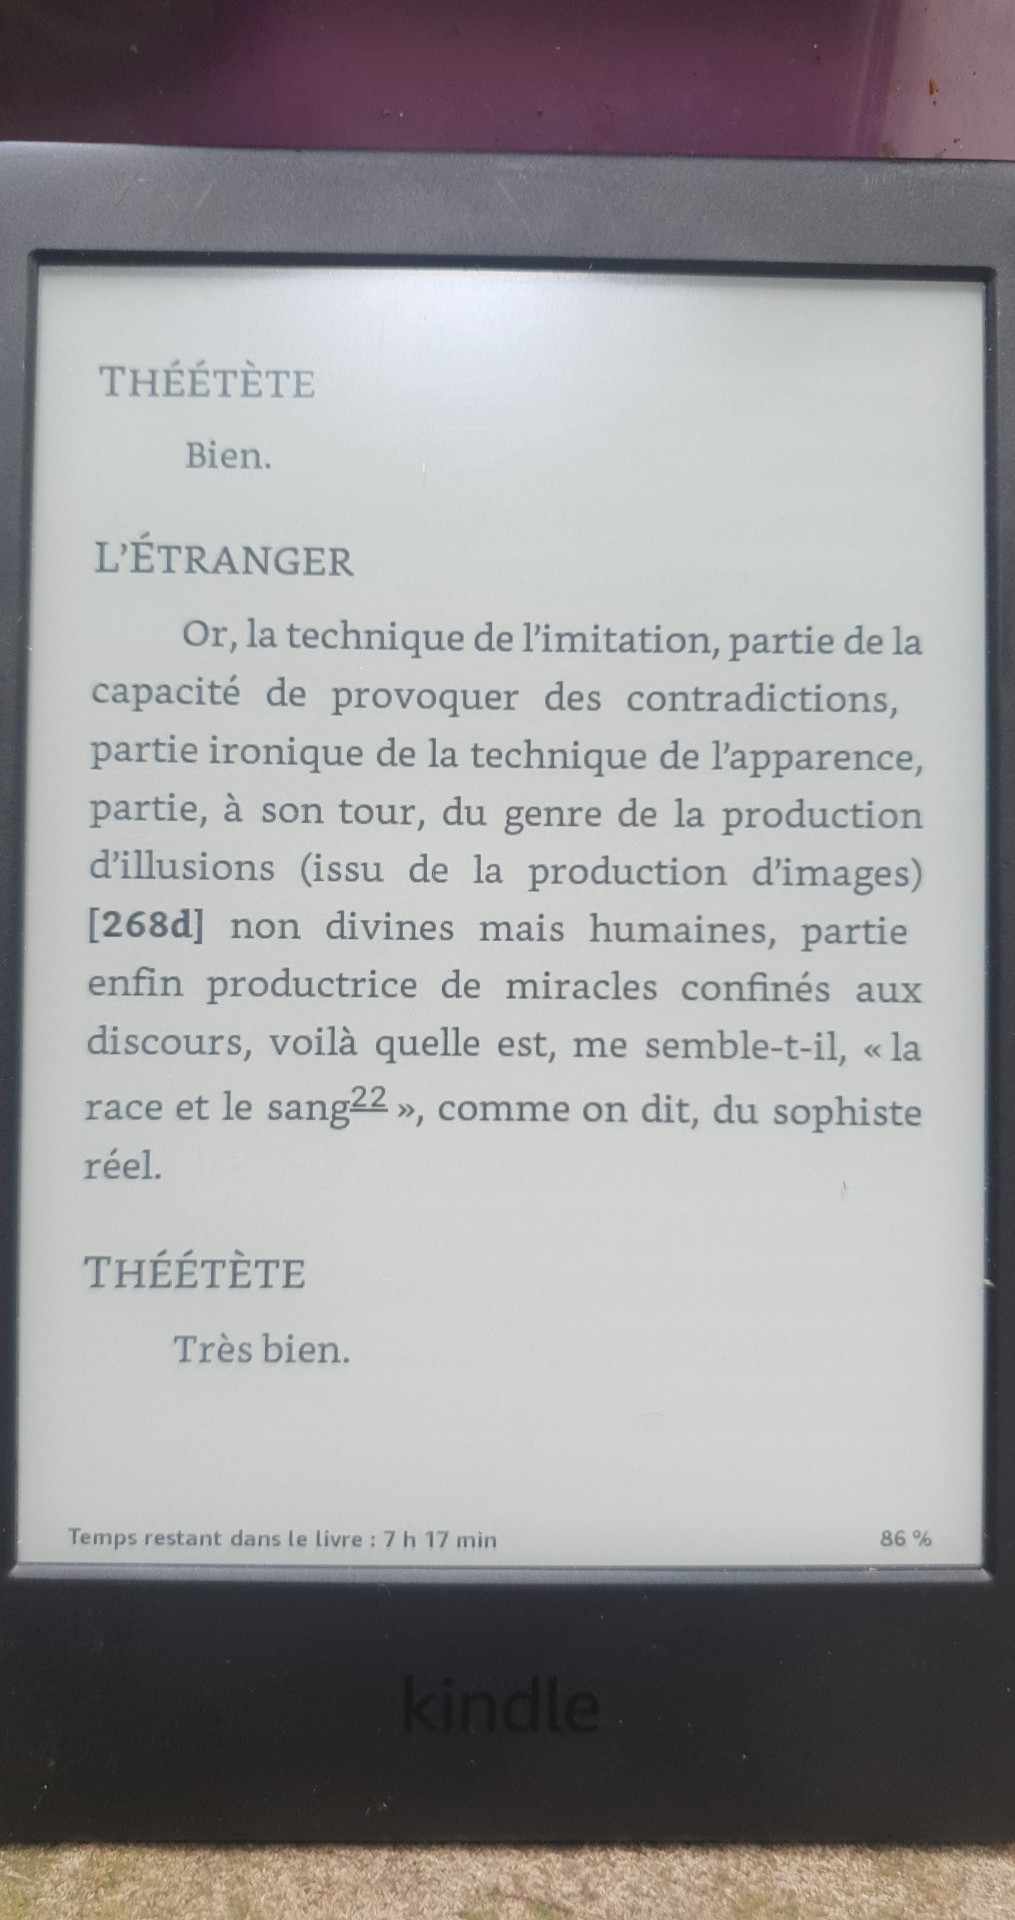 THÉÉTÈTE
Bien.
L’ÉTRANGER
Or, la technique de l’imitation, partie de la
capacité de provoquer des contradictions,
partie ironique de la technique de l’apparence,
partie, à son tour, du genre de la production
d’illusions (issu de la production d’images)
[268d] non divines mais humaines, partie
enfin productrice de miracles confinés aux
discours, voilà quelle est, me semble-t-il, « la
race et le sang22 », comme on dit, du sophiste
réel.
THÉÉTÈTE
Très bien.
Temps restant dans le livre : 7 h 17 min 86 %
kindle